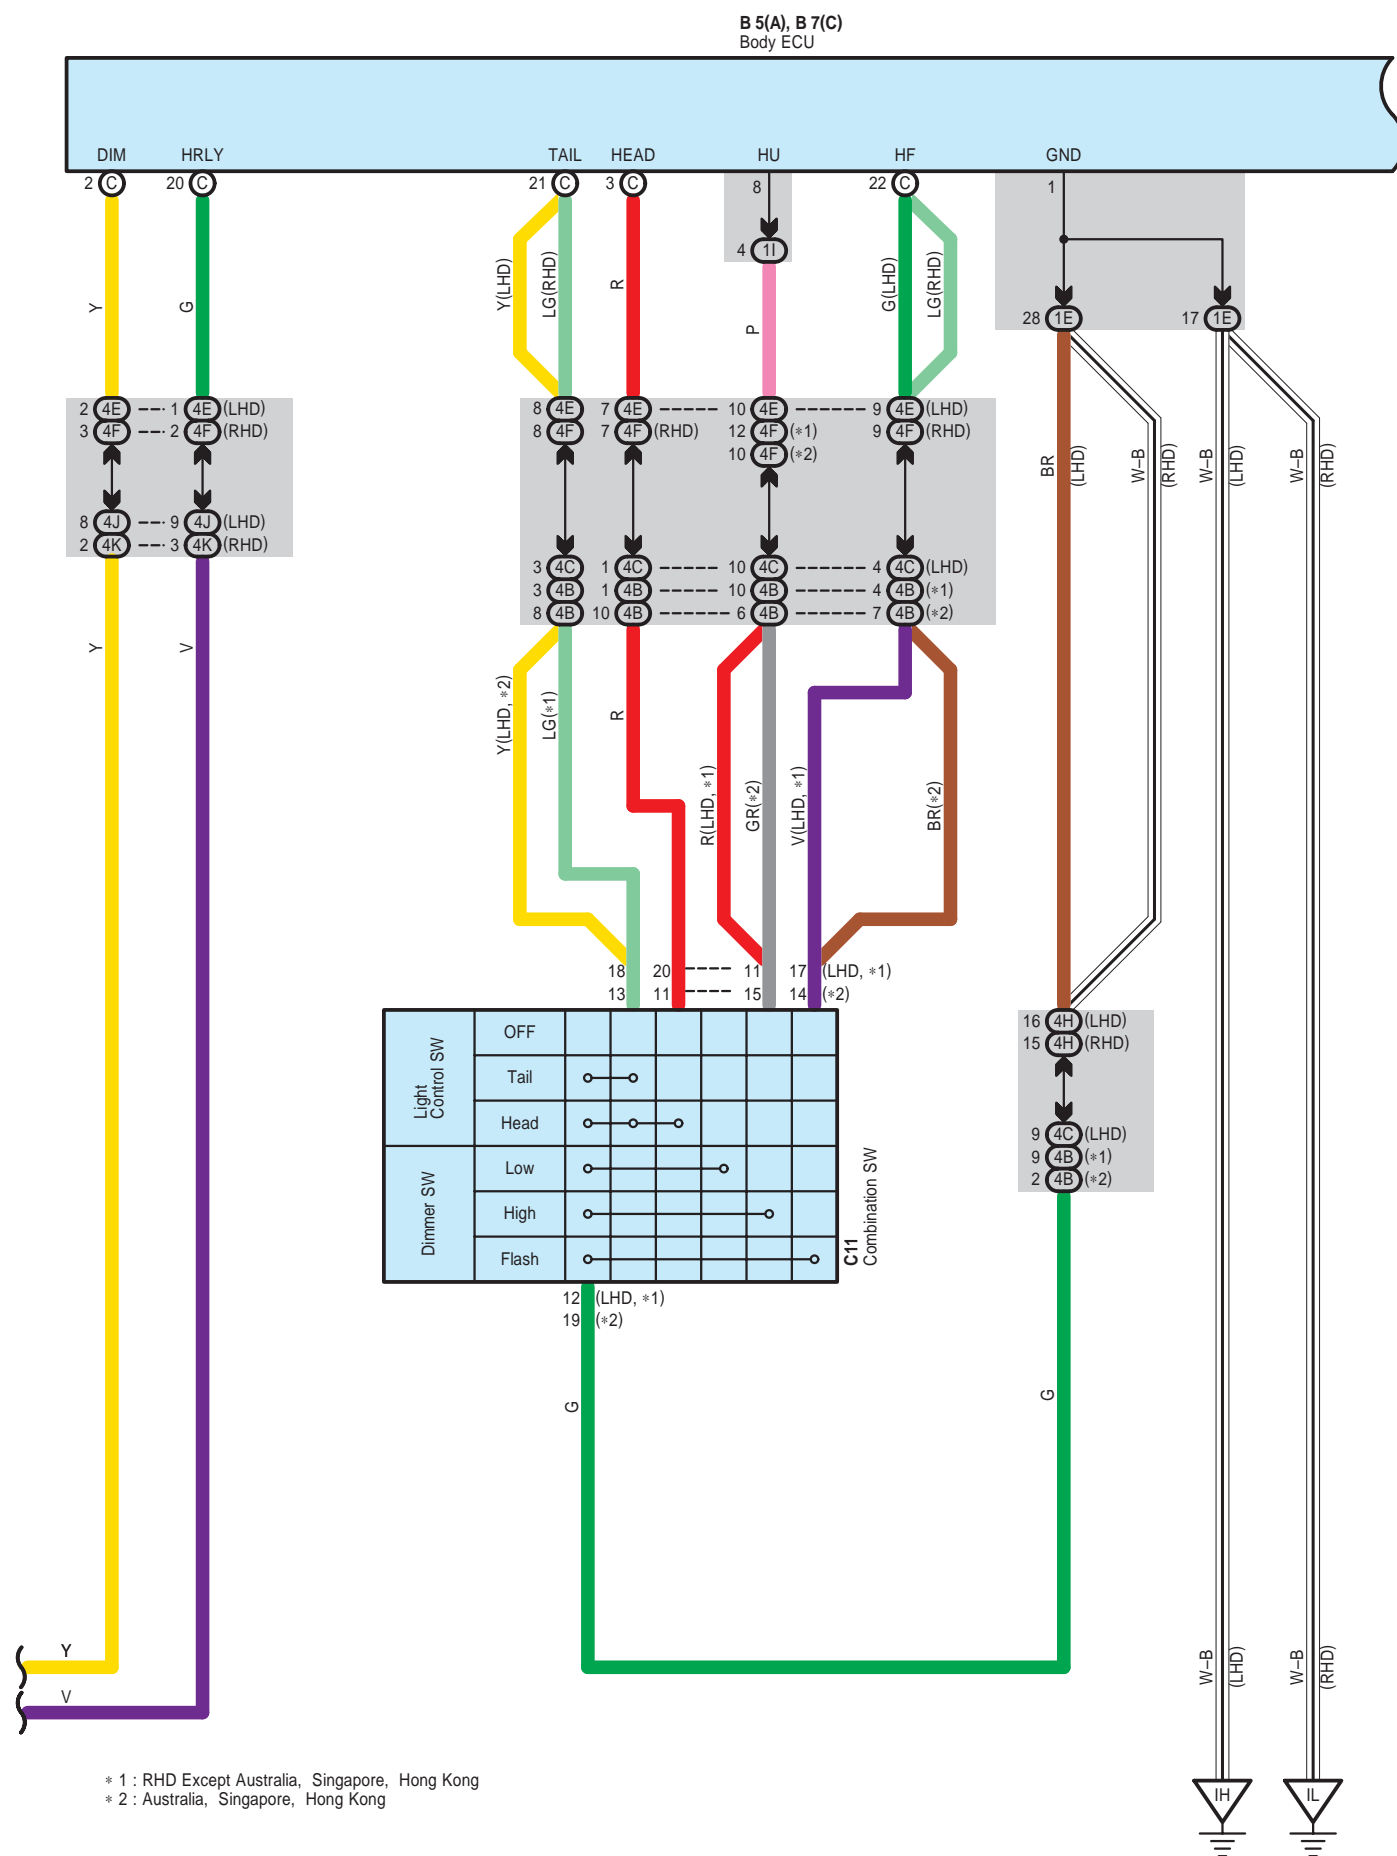 B 5(A), B 7(C)
Body ECU
DIM HRLY TAIL HEAD HU HF GND
2 C 20 C 21 C 3 C 8 22 C 1
4 1I
Y G Y(LHD) LG(RHD) R P G(LHD) LG(RHD)
28 1E 17 1E
2 4E 1 4E (LHD) 8 4E 7 4E 10 4E 9 4E (LHD)
3 4F 2 4F (RHD) 8 4F 7 4F (RHD) 12 4F (*1) 9 4F (RHD)
10 4F (*2)
BR (LHD) W-B (RHD) W-B (LHD) W-B (RHD)
8 4J 9 4J (LHD)
2 4K 3 4K (RHD)
3 4C 1 4C 10 4C 4 4C (LHD)
3 4B 1 4B 10 4B 4 4B (*1)
8 4B 10 4B 6 4B 7 4B (*2)
Y V Y(LHD, *2) LG(*1) R R(LHD, *1) GR(*2) V(LHD, *1) BR(*2)
18 20 11 17 (LHD, *1)
13 11 15 14 (*2)
16 4H (LHD)
15 4H (RHD)
Light Control SW
OFF
Tail
Head
Dimmer SW
Low
High
Flash
C11
Combination SW
9 4C (LHD)
9 4B (*1)
2 4B (*2)
12 (LHD, *1)
19 (*2)
G G
Y
V
W-B (LHD) W-B (RHD)
* 1 : RHD Except Australia, Singapore, Hong Kong
* 2 : Australia, Singapore, Hong Kong
IH IL